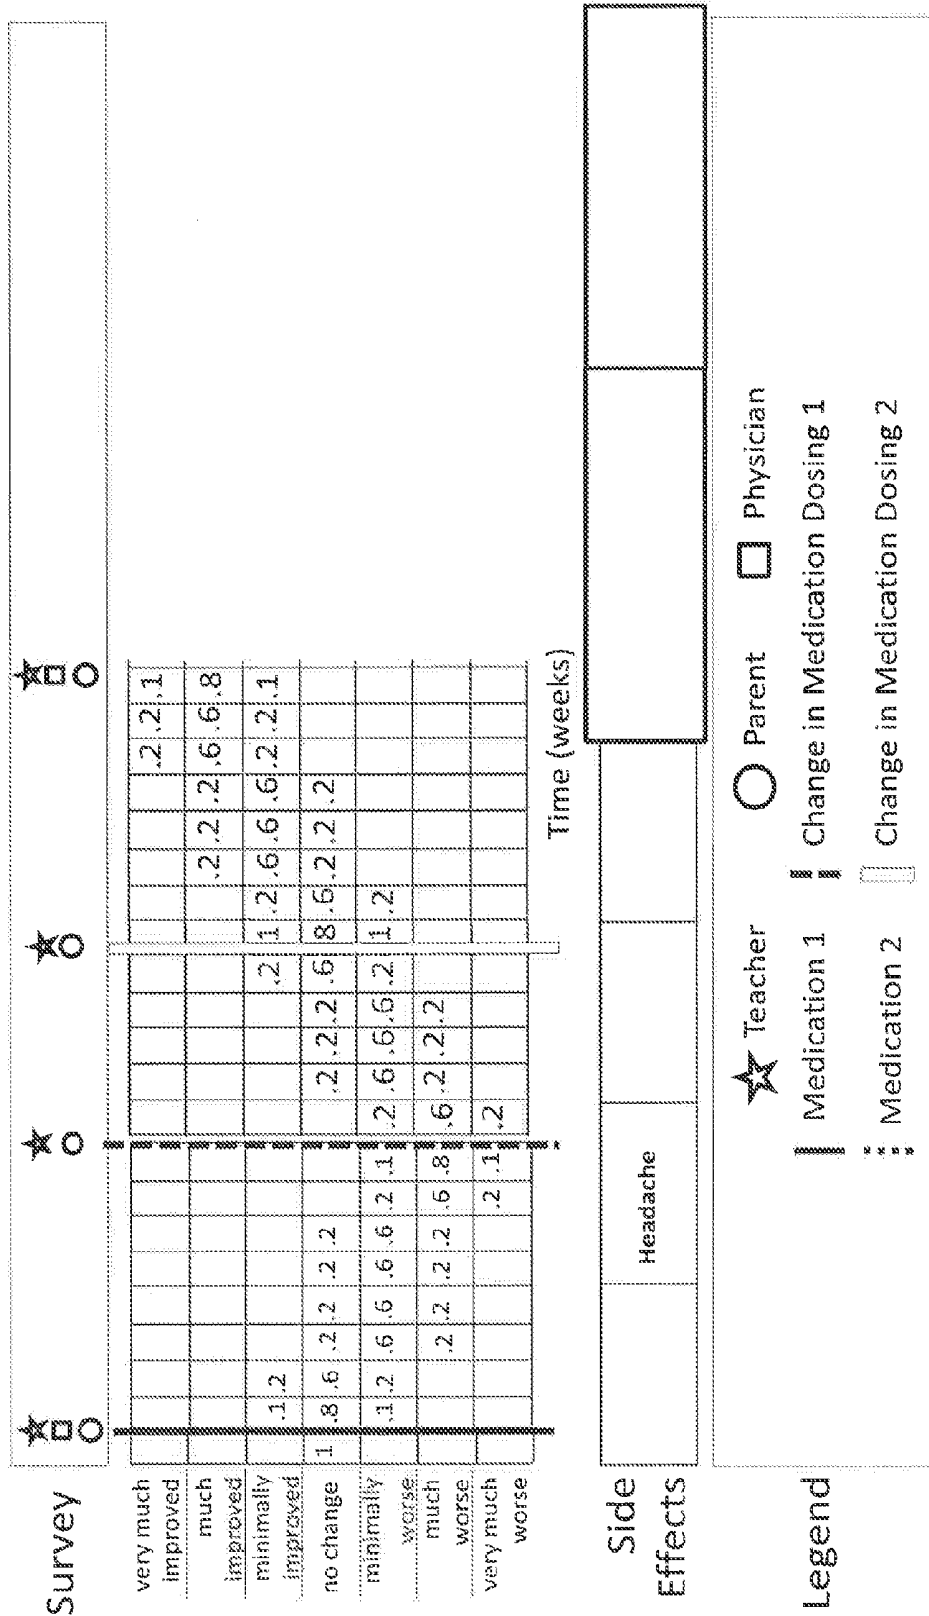 Survey
very much
improved
.2 .2 .1
much
improved
.2 .2 .2 .6 .6 .8
minimally
improved
.1 .2 .2 1 .2 .6 .6 .6 .2 .2 .1
no change
1 .8 .6 .2 .2 .2 .2 .2 .2 .2 .6 8 .6 .2 .2 .2
minimally
worse
.1 .2 .6 .6 .6 .6 .2 .1 .2 .6 .6 .6 .2 1 .2
much
worse
.2 .2 .2 .2 .6 .8 .6 .2 .2 .2
very much
worse
.2 .1 .2
Time (weeks)
Side
Effects
Headache
Legend
Teacher Parent Physician
Medication 1 Change in Medication Dosing 1
Medication 2 Change in Medication Dosing 2